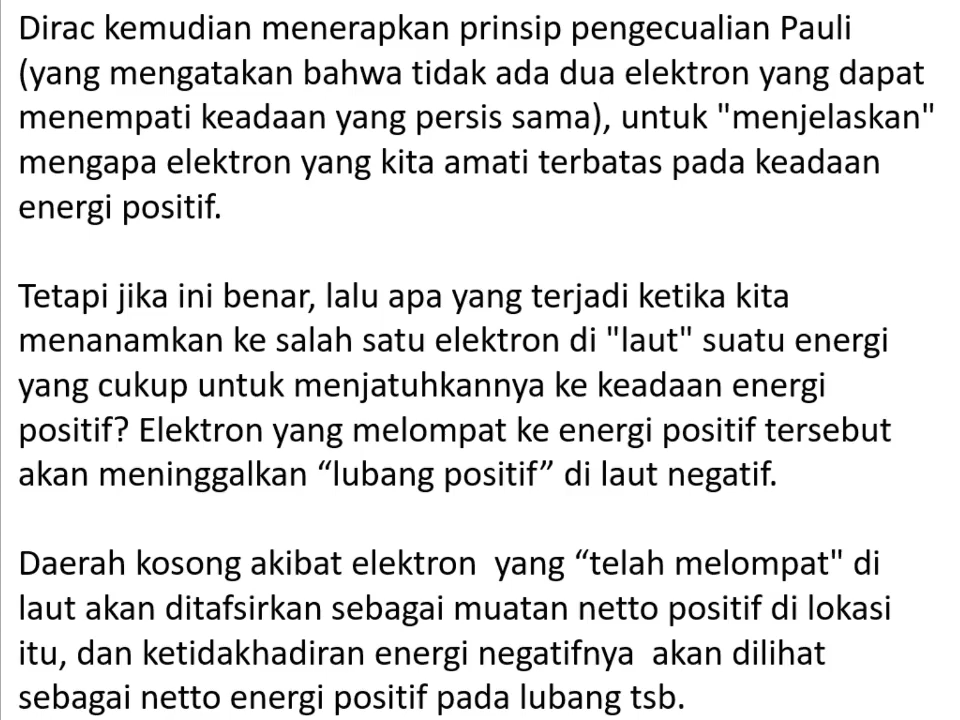 Dirac kemudian menerapkan prinsip pengecualian Pauli
(yang mengatakan bahwa tidak ada dua elektron yang dapat
menempati keadaan yang persis sama), untuk "menjelaskan"
mengapa elektron yang kita amati terbatas pada keadaan
energi positif.
Tetapi jika ini benar, lalu apa yang terjadi ketika kita
menanamkan ke salah satu elektron di "laut" suatu energi
yang cukup untuk menjatuhkannya ke keadaan energi
positif? Elektron yang melompat ke energi positif tersebut
akan meninggalkan “lubang positif” di laut negatif.
Daerah kosong akibat elektron  yang “telah melompat" di
laut akan ditafsirkan sebagai muatan netto positif di lokasi
itu, dan ketidakhadiran energi negatifnya  akan dilihat
sebagai netto energi positif pada lubang tsb.